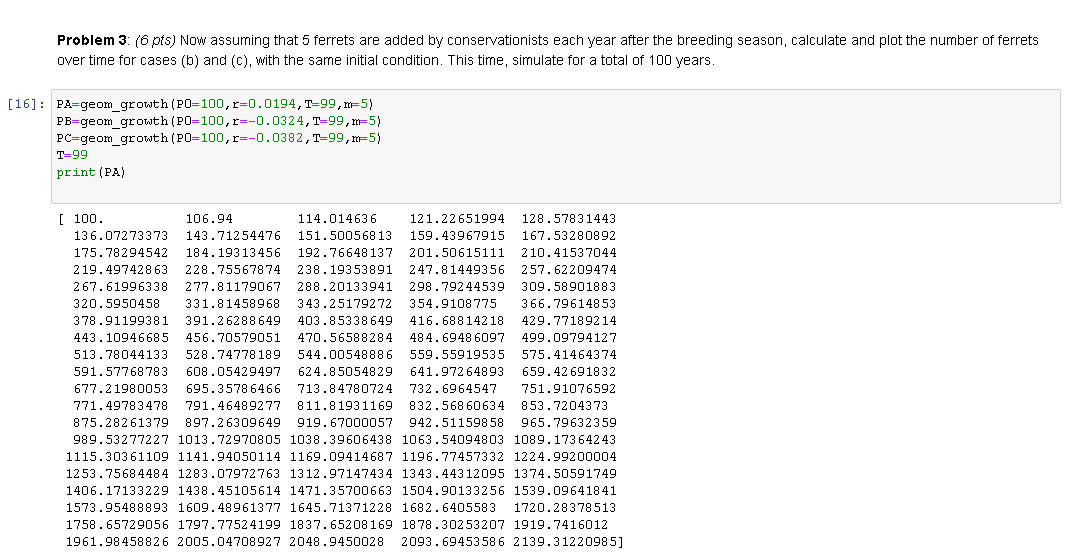 Problem 3: (6 pts) Now assuming that 5 ferrets are added by conservationists each year after the breeding season, calculate and plot the number of ferrets
over time for cases (b) and (c), with the same initial condition. This time, simulate for a total of 100 years.
[16]: PA=geom_growth(P0=100,r=0.0194,T=99,m=5)
PB=geom_growth(P0=100,r=-0.0324,T=99,m=5)
PC=geom_growth(P0=100,r=-0.0382,T=99,m=5)
T=99
print(PA)
[ 100. 106.94 114.014636 121.22651994 128.57831443
136.07273373 143.71254476 151.50056813 159.43967915 167.53280892
175.78294542 184.19313456 192.76648137 201.50615111 210.41537044
219.49742863 228.75567874 238.19353891 247.81449356 257.62209474
267.61996338 277.81179067 288.20133941 298.79244539 309.58901883
320.5950458 331.81458968 343.25179272 354.9108775 366.79614853
378.91199381 391.26288649 403.85338649 416.68814218 429.77189214
443.10946685 456.70579051 470.56588284 484.69486097 499.09794127
513.78044133 528.74778189 544.00548886 559.55919535 575.41464374
591.57768783 608.05429497 624.85054829 641.97264893 659.42691832
677.21980053 695.35786466 713.84780724 732.6964547 751.91076592
771.49783478 791.46489277 811.81931169 832.56860634 853.7204373
875.28261379 897.26309649 919.67000057 942.51159858 965.79632359
989.53277227 1013.72970805 1038.39606438 1063.54094803 1089.17364243
1115.30361109 1141.94050114 1169.09414687 1196.77457332 1224.99200004
1253.75684484 1283.07972763 1312.97147434 1343.44312095 1374.50591749
1406.17133229 1438.45105614 1471.35700663 1504.90133256 1539.09641841
1573.95488893 1609.48961377 1645.71371228 1682.6405583 1720.28378513
1758.65729056 1797.77524199 1837.65208169 1878.30253207 1919.7416012
1961.98458826 2005.04708927 2048.9450028 2093.69453586 2139.31220985]